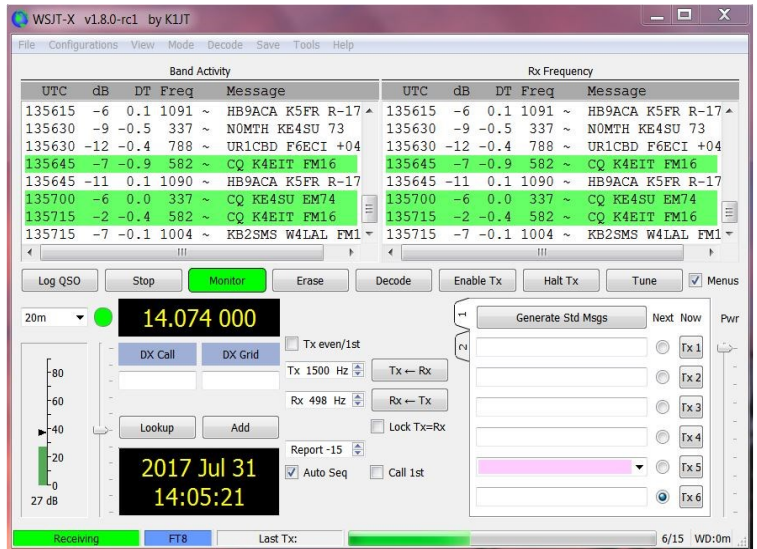 WSJT-X v1.8.0-rc1 by K1JT
File Configurations View Mode Decode Save Tools Help
Band Activity
Rx Frequency
UTC dB DT Freq Message
UTC dB DT Freq Message
135615 -6 0.1 1091 ~ HB9ACA K5FR R-17
135615 -6 0.1 1091 ~ HB9ACA K5FR R-17
135630 -9 -0.5 337 ~ N0MTH KE4SU 73
135630 -9 -0.5 337 ~ N0MTH KE4SU 73
135630 -12 -0.4 788 ~ UR1CBD F6ECI +04
135630 -12 -0.4 788 ~ UR1CBD F6ECI +04
135645 -7 -0.9 582 ~ CQ K4EIT FM16
135645 -7 -0.9 582 ~ CQ K4EIT FM16
135645 -11 0.1 1090 ~ HB9ACA K5FR R-17
135645 -11 0.1 1090 ~ HB9ACA K5FR R-17
135700 -6 0.0 337 ~ CQ KE4SU EM74
135700 -6 0.0 337 ~ CQ KE4SU EM74
135715 -2 -0.4 582 ~ CQ K4EIT FM16
135715 -2 -0.4 582 ~ CQ K4EIT FM16
135715 -7 -0.1 1004 ~ KB2SMS W4LAL FM1
135715 -7 -0.1 1004 ~ KB2SMS W4LAL FM1
Log QSO Stop Monitor Erase Decode Enable Tx Halt Tx Tune Menus
20m
14.074 000
DX Call DX Grid
Lookup Add
2017 Jul 31
14:05:21
-80
-60
-40
-20
-0
27 dB
Tx even/1st
Tx 1500 Hz Tx ← Rx
Rx 498 Hz Rx ← Tx
Lock Tx=Rx
Report -15
Auto Seq Call 1st
1
2
Generate Std Msgs Next Now Pwr
Tx 1
Tx 2
Tx 3
Tx 4
Tx 5
Tx 6
Receiving FT8 Last Tx: 6/15 WD:0m